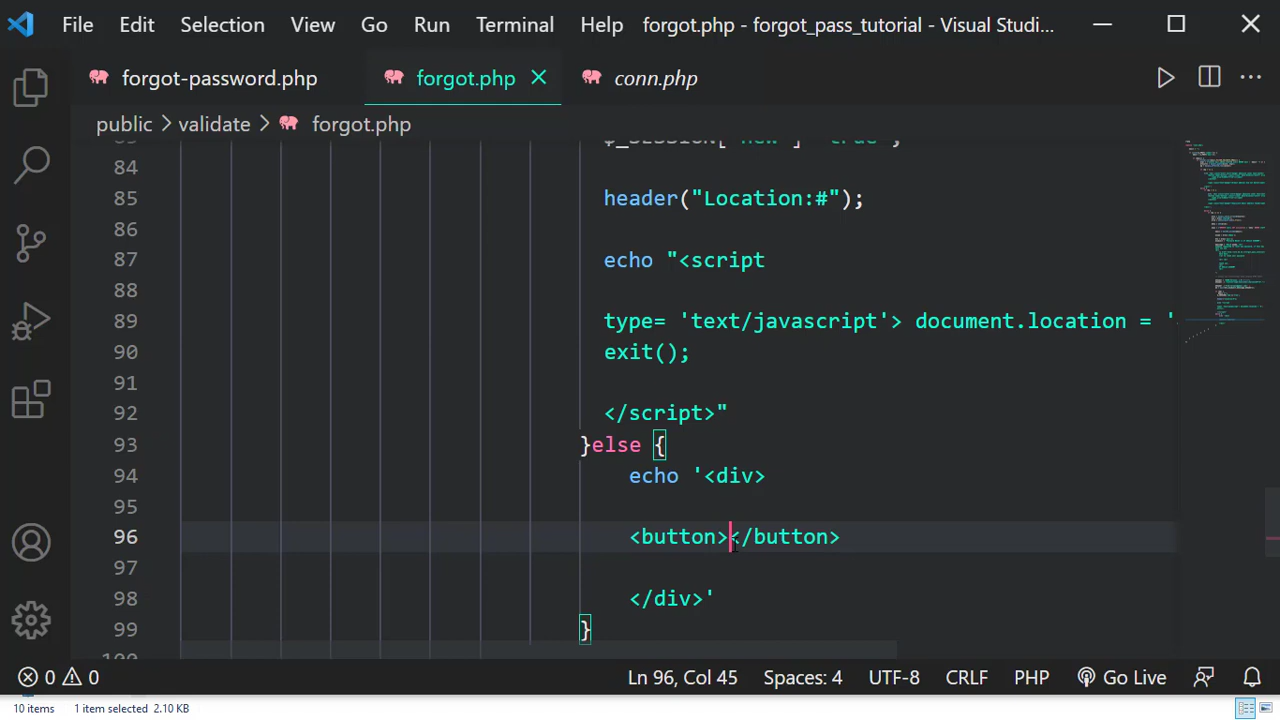 File Edit Selection View Go Run Terminal Help forgot.php - forgot_pass_tutorial - Visual Studi...
forgot-password.php forgot.php conn.php
public > validate > forgot.php
84
85 header("Location:#");
86
87 echo "<script
88
89 type= 'text/javascript'> document.location = '
90 exit();
91
92 </script>"
93 }else {
94 echo '<div>
95
96 <button></button>
97
98 </div>'
99 }
0 0 Ln 96, Col 45 Spaces: 4 UTF-8 CRLF PHP Go Live
10 items 1 item selected 2.10 KB